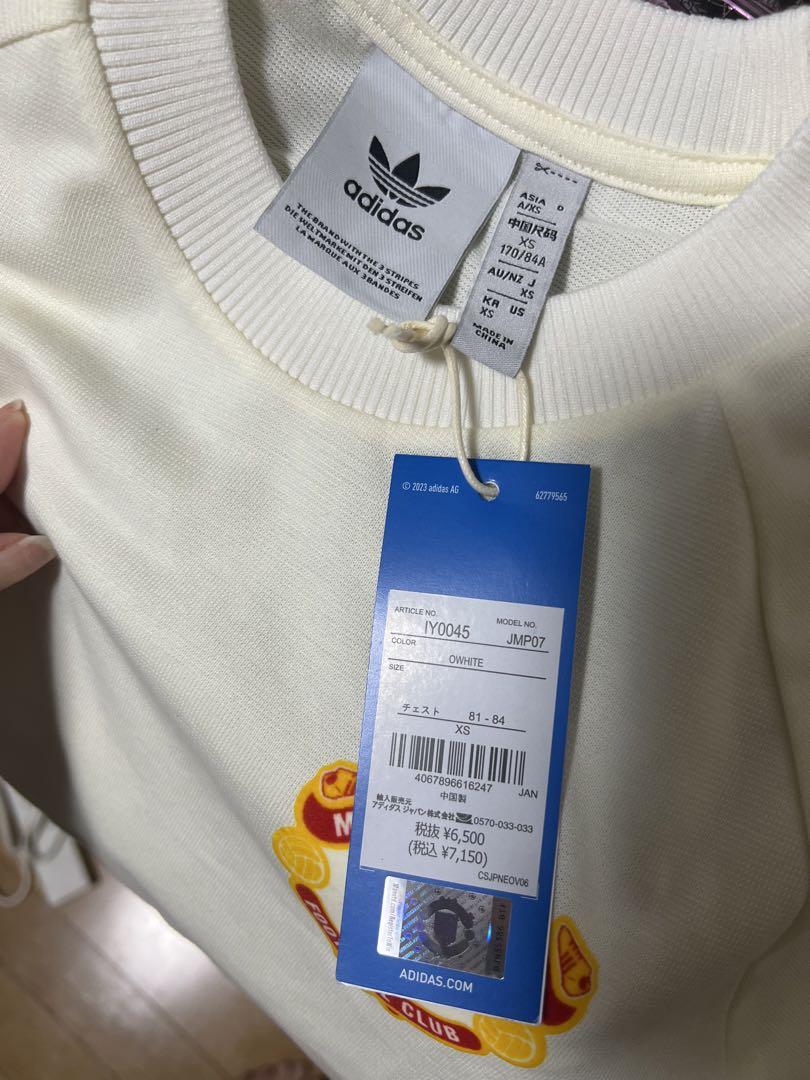 adidas
THE BRAND WITH THE 3 STRIPES
DIE WELTMARKE MIT DEN 3 STREIFEN
LA MARQUE AUX 3 BANDES
ASIA D
A/XS
中国尺码
XS
170/84A
AU/NZ J
XS
KR US
XS
MADE IN
CHINA
© 2023 adidas AG 62779565
ARTICLE NO. IY0045 MODEL NO. JMP07
COLOR OWHITE
SIZE
チェスト 81 - 84
XS
4067896616247 JAN
中国製
輸入販売元
アディダス ジャパン株式会社 0570-033-033
税抜 ¥6,500
(税込 ¥7,150)
CSJPNEOV06
ADIDAS.COM
M
FOO
CLUB